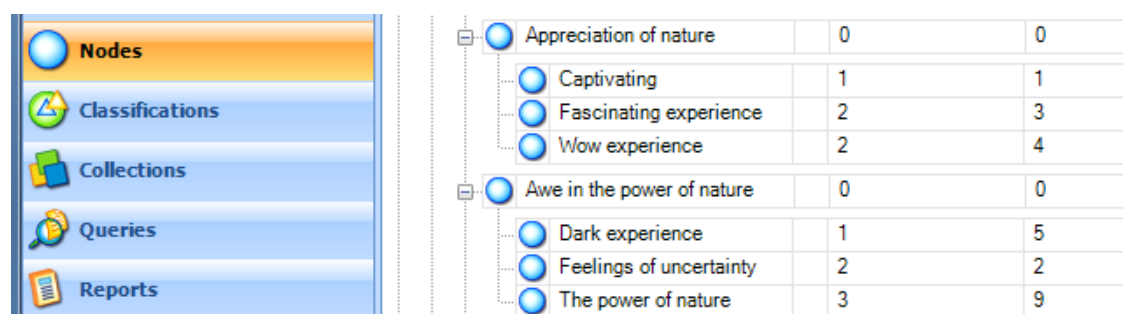 Nodes
Classifications
Collections
Queries
Reports
Appreciation of nature 0 0
Captivating 1 1
Fascinating experience 2 3
Wow experience 2 4
Awe in the power of nature 0 0
Dark experience 1 5
Feelings of uncertainty 2 2
The power of nature 3 9